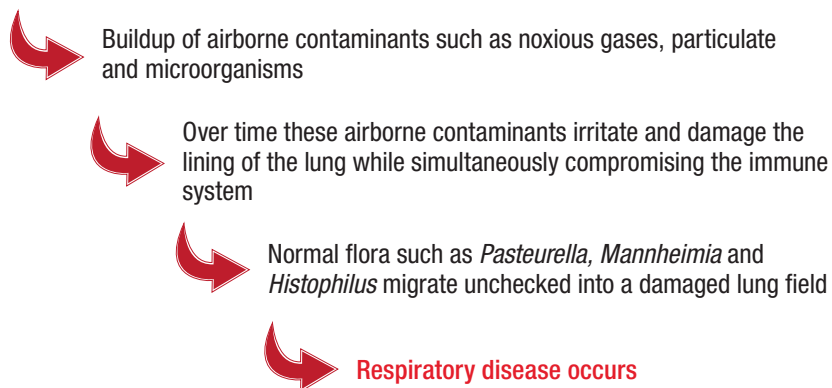 Buildup of airborne contaminants such as noxious gases, particulate
and microorganisms
Over time these airborne contaminants irritate and damage the
lining of the lung while simultaneously compromising the immune
system
Normal flora such as Pasteurella, Mannheimia and
Histophilus migrate unchecked into a damaged lung field
Respiratory disease occurs